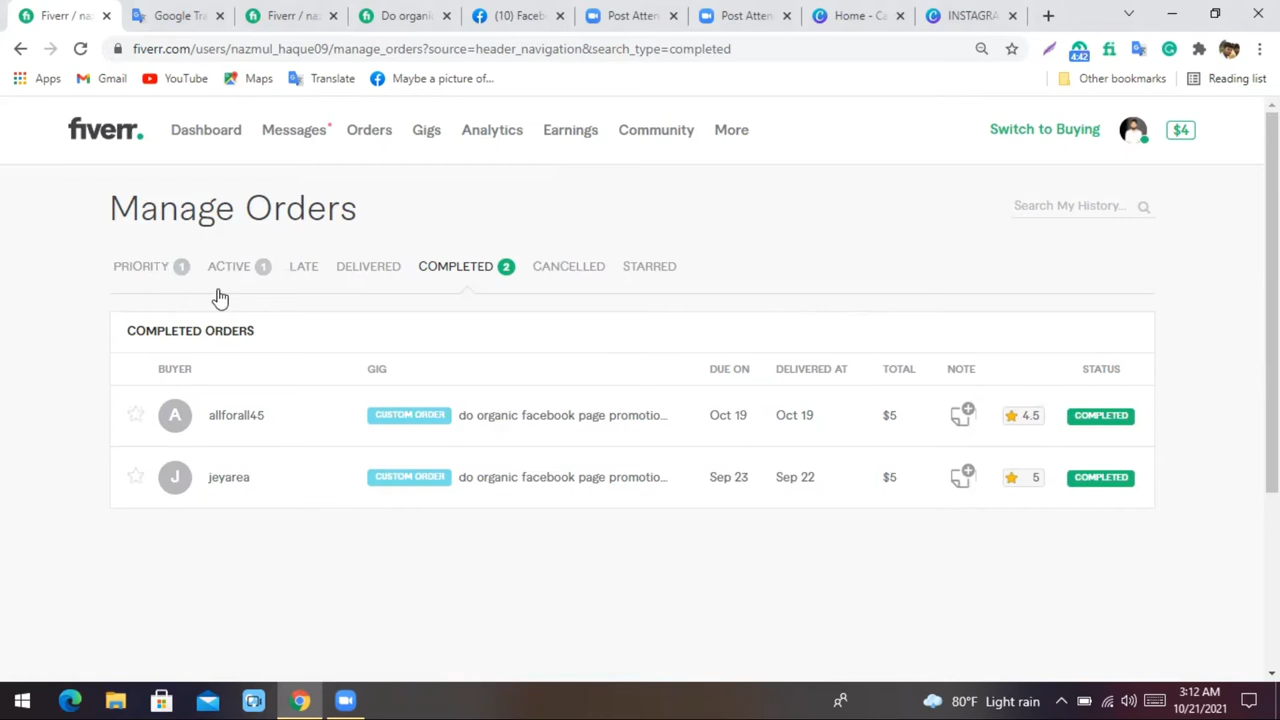 Fiverr / naz
Google Tra
Fiverr / naz
Do organi
(10) Faceb
Post Atten
Post Atten
Home - Ca
INSTAGRA
fiverr.com/users/nazmul_haque09/manage_orders?source=header_navigation&search_type=completed
4:42
Apps Gmail YouTube Maps Translate Maybe a picture of... Other bookmarks Reading list
fiverr. Dashboard Messages Orders Gigs Analytics Earnings Community More Switch to Buying $4
Manage Orders
Search My History...
PRIORITY 1 ACTIVE 1 LATE DELIVERED COMPLETED 2 CANCELLED STARRED
COMPLETED ORDERS
BUYER GIG DUE ON DELIVERED AT TOTAL NOTE STATUS
A allforall45 CUSTOM ORDER do organic facebook page promotio... Oct 19 Oct 19 $5 4.5 COMPLETED
J jeyarea CUSTOM ORDER do organic facebook page promotio... Sep 23 Sep 22 $5 5 COMPLETED
80°F Light rain
3:12 AM
10/21/2021